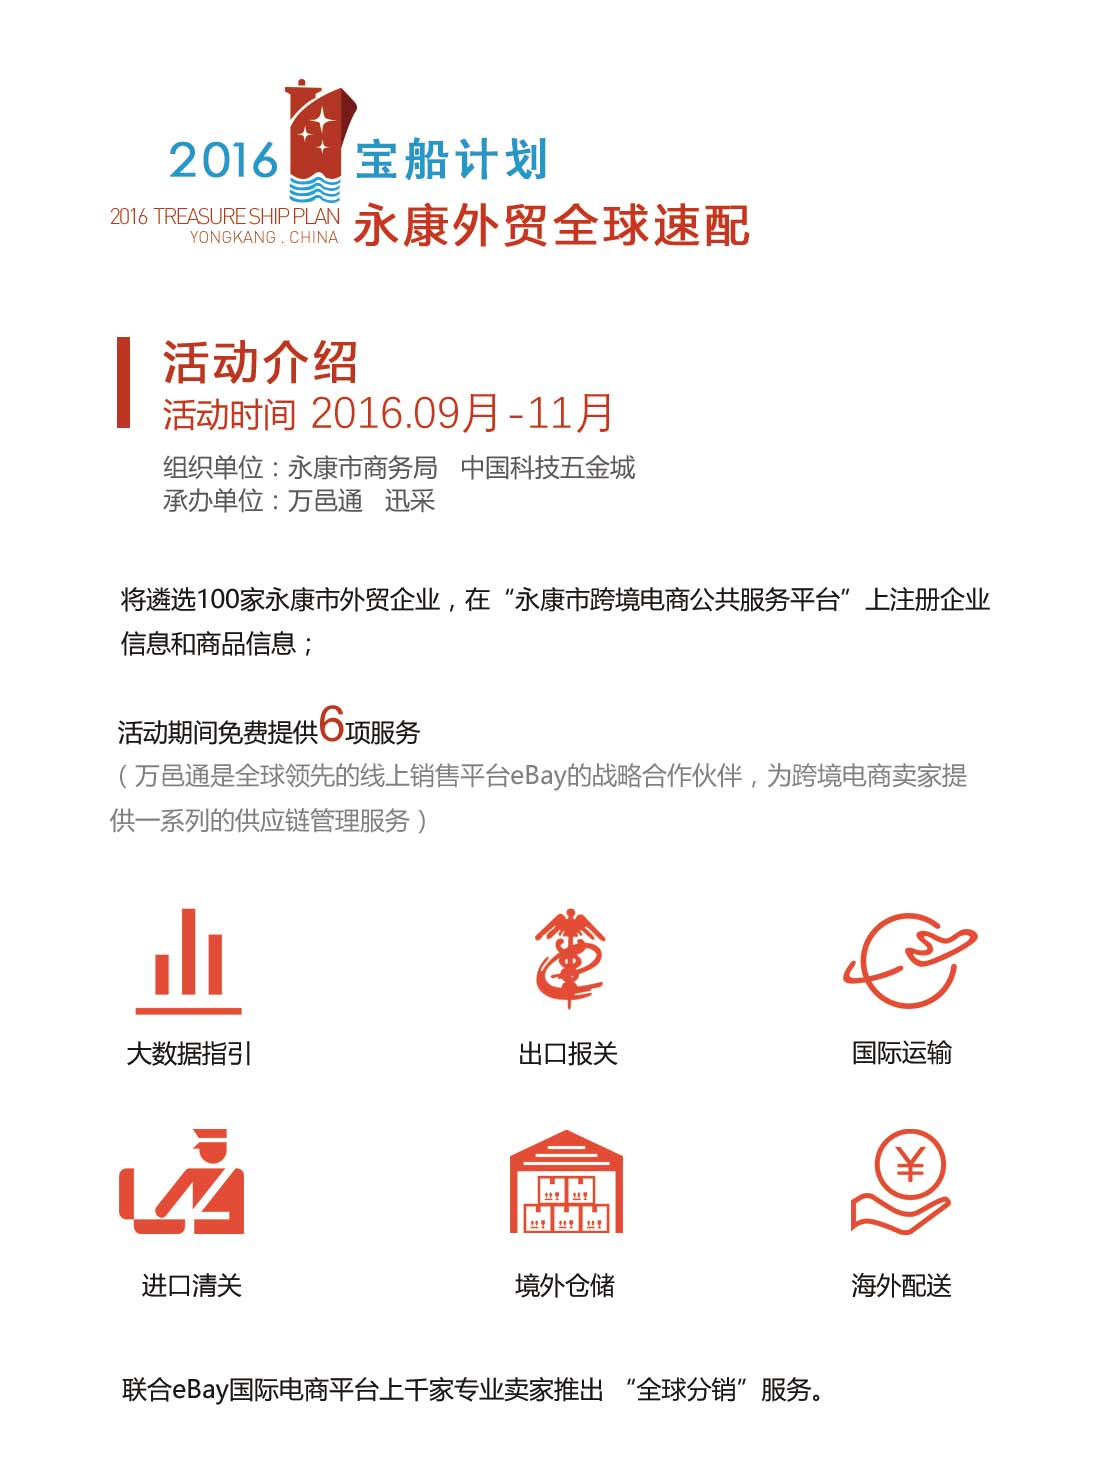 2016 宝船计划
2016 TREASURE SHIP PLAN
YONGKANG . CHINA
永康外贸全球速配
活动介绍
活动时间 2016.09月-11月
组织单位：永康市商务局 中国科技五金城
承办单位：万邑通 迅采
将遴选100家永康市外贸企业，在“永康市跨境电商公共服务平台”上注册企业
信息和商品信息；
活动期间免费提供6项服务
（万邑通是全球领先的线上销售平台eBay的战略合作伙伴，为跨境电商卖家提
供一系列的供应链管理服务）
大数据指引 出口报关 国际运输
¥
进口清关 境外仓储 海外配送
联合eBay国际电商平台上千家专业卖家推出 “全球分销”服务。